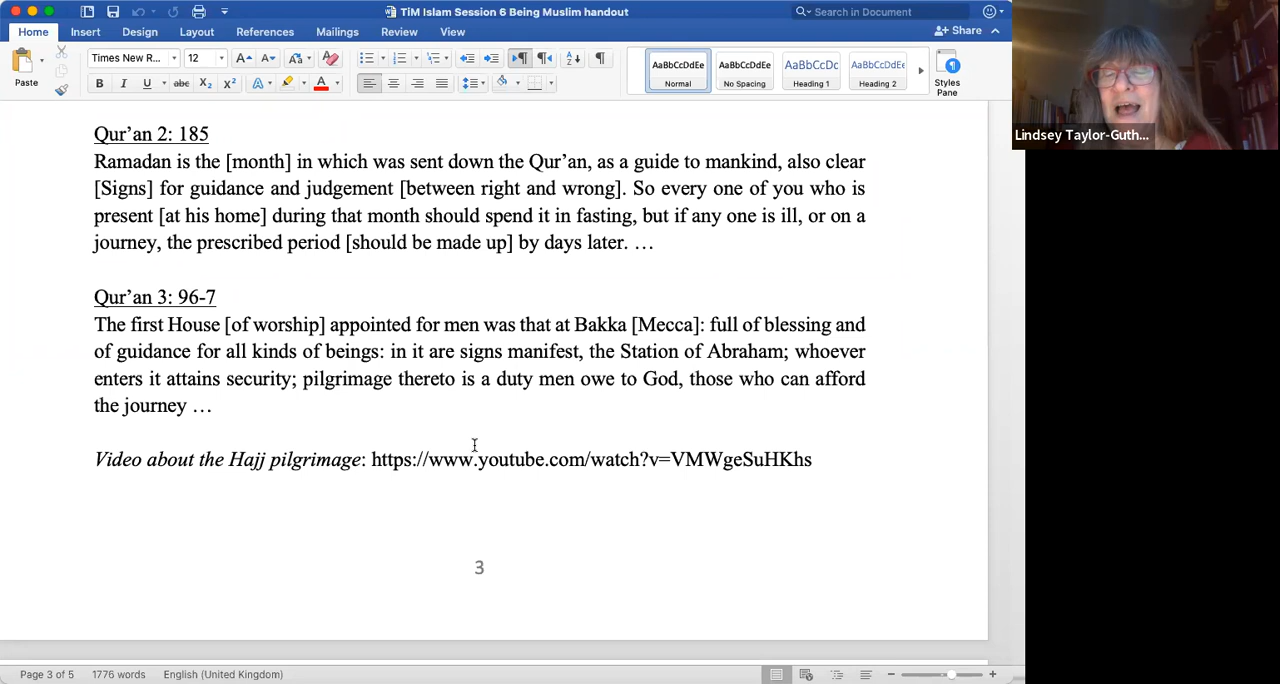 TiM Islam Session 6 Being Muslim handout
Search in Document
Home Insert Design Layout References Mailings Review View
Share
Paste
Times New R... 12
AaBbCcDdEe AaBbCcDdEe AaBbCcDc AaBbCcDdEe
Normal No Spacing Heading 1 Heading 2
Styles Pane
B I U abc X₂ X² A A
Lindsey Taylor-Guth...
Qur’an 2: 185
Ramadan is the [month] in which was sent down the Qur’an, as a guide to mankind, also clear
[Signs] for guidance and judgement [between right and wrong]. So every one of you who is
present [at his home] during that month should spend it in fasting, but if any one is ill, or on a
journey, the prescribed period [should be made up] by days later. …
Qur’an 3: 96-7
The first House [of worship] appointed for men was that at Bakka [Mecca]: full of blessing and
of guidance for all kinds of beings: in it are signs manifest, the Station of Abraham; whoever
enters it attains security; pilgrimage thereto is a duty men owe to God, those who can afford
the journey …
Video about the Hajj pilgrimage: https://www.youtube.com/watch?v=VMWgeSuHKhs
3
Page 3 of 5 1776 words English (United Kingdom)